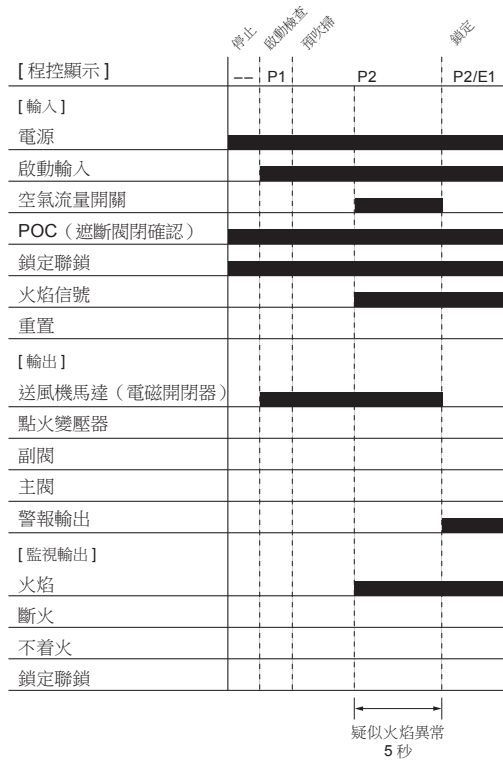 停止
啟動檢查
預吹掃
鎖定
[ 程控顯示 ]
−− P1 P2 P2/E1
[ 輸入 ]
電源
啟動輸入
空氣流量開關
POC（遮斷閥閉確認）
鎖定聯鎖
火焰信號
重置
[ 輸出 ]
送風機馬達（電磁開閉器）
點火變壓器
副閥
主閥
警報輸出
[ 監視輸出 ]
火焰
斷火
不着火
鎖定聯鎖
疑似火焰異常
5 秒